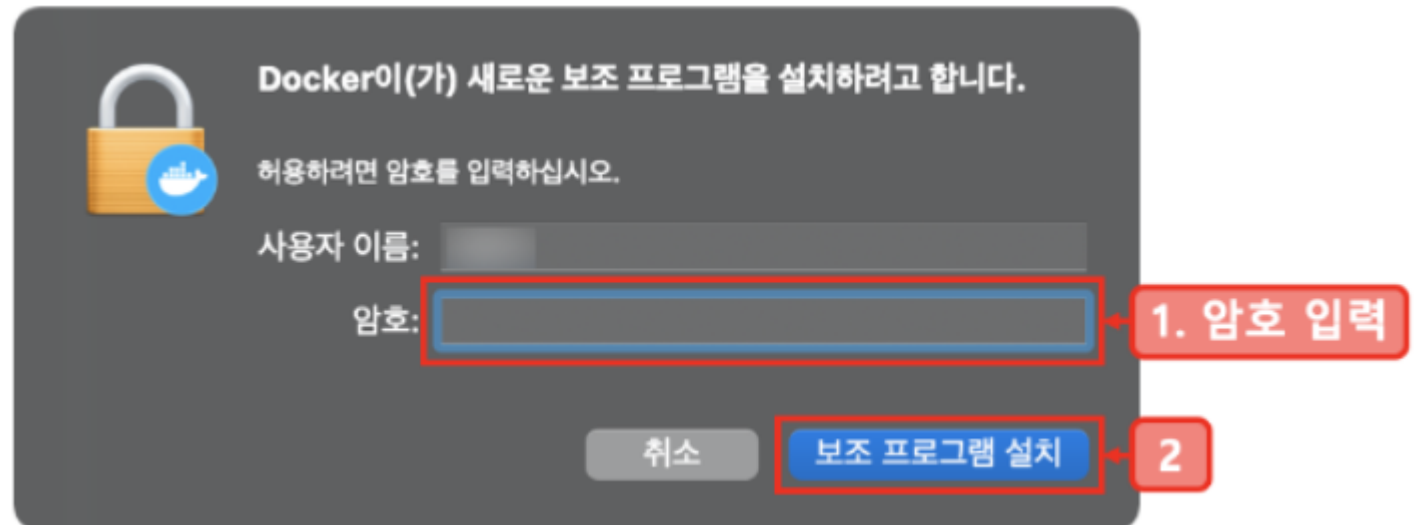 Docker이(가) 새로운 보조 프로그램을 설치하려고 합니다.
허용하려면 암호를 입력하십시오.
사용자 이름:
암호:
1. 암호 입력
취소
보조 프로그램 설치
2